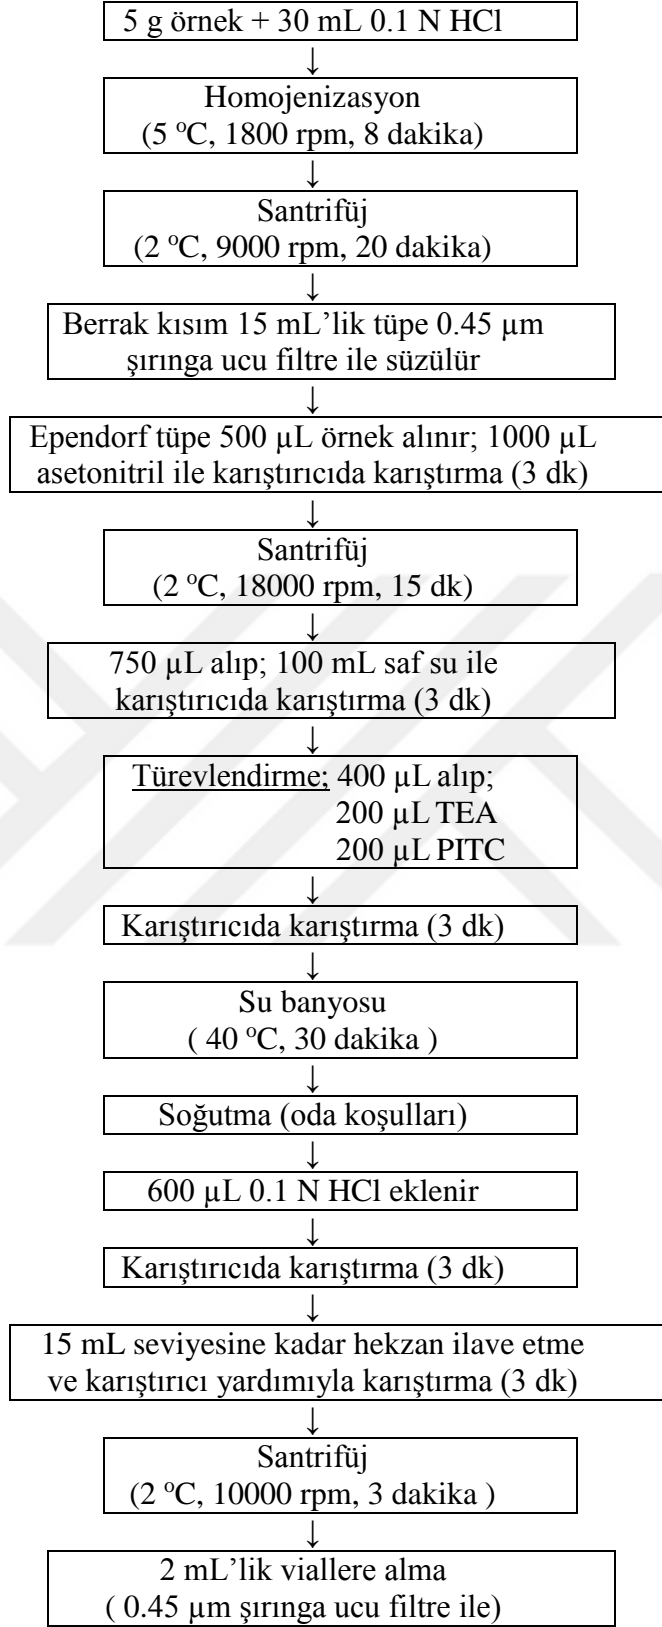 5 g örnek + 30 mL 0.1 N HCl
↓
Homojenizasyon
(5 ºC, 1800 rpm, 8 dakika)
↓
Santrifüj
(2 ºC, 9000 rpm, 20 dakika)
↓
Berrak kısım 15 mL’lik tüpe 0.45 µm
şırınga ucu filtre ile süzülür
↓
Ependorf tüpe 500 µL örnek alınır; 1000 µL
asetonitril ile karıştırıcıda karıştırma (3 dk)
↓
Santrifüj
(2 ºC, 18000 rpm, 15 dk)
↓
750 µL alıp; 100 mL saf su ile
karıştırıcıda karıştırma (3 dk)
↓
Türevlendirme; 400 µL alıp;
200 µL TEA
200 µL PITC
↓
Karıştırıcıda karıştırma (3 dk)
↓
Su banyosu
( 40 ºC, 30 dakika )
↓
Soğutma (oda koşulları)
↓
600 µL 0.1 N HCl eklenir
↓
Karıştırıcıda karıştırma (3 dk)
↓
15 mL seviyesine kadar hekzan ilave etme
ve karıştırıcı yardımıyla karıştırma (3 dk)
↓
Santrifüj
(2 ºC, 10000 rpm, 3 dakika )
↓
2 mL’lik viallere alma
( 0.45 µm şırınga ucu filtre ile)